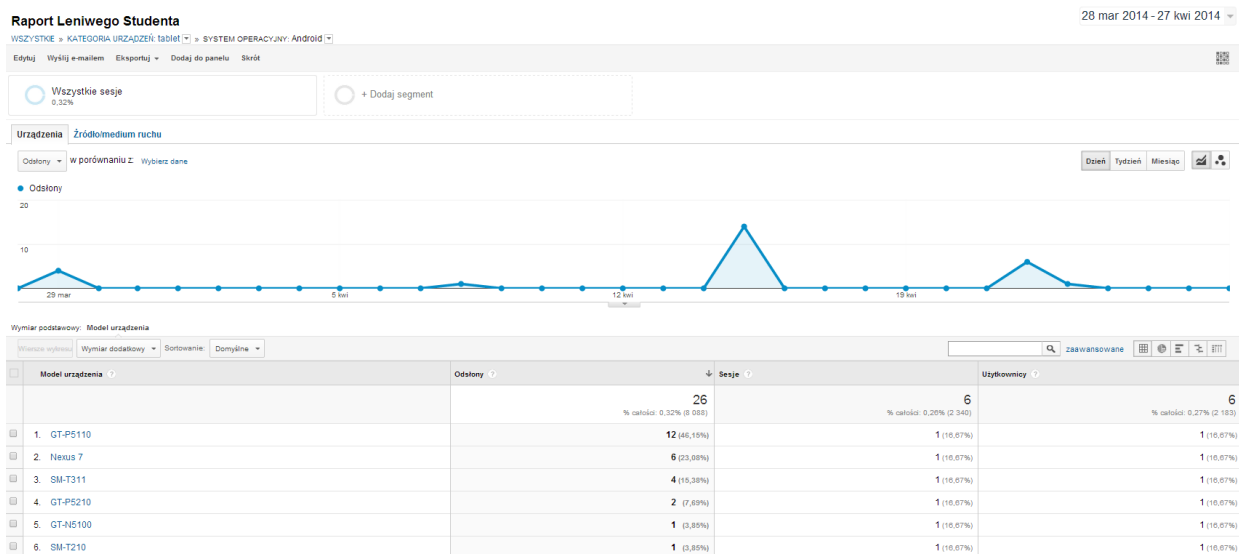 Raport Leniwego Studenta
28 mar 2014 - 27 kwi 2014
WSZYSTKIE » KATEGORIA URZĄDZEŃ: tablet » SYSTEM OPERACYJNY: Android
Edytuj Wyślij e-mailem Eksportuj Dodaj do panelu Skrót
Wszystkie sesje
0,32%
+ Dodaj segment
Urządzenia Źródło/medium ruchu
Odsłony w porównaniu z: Wybierz dane
Dzień Tydzień Miesiąc
Odsłony
20
10
29 mar 5 kwi 12 kwi 19 kwi
Wymiar podstawowy: Model urządzenia
Wiersze wykresu Wymiar dodatkowy Sortowanie: Domyślne
zaawansowane
Model urządzenia ? Odsłony ? Sesje ? Użytkownicy ?
26 6 6
% całości: 0,32% (8 088) % całości: 0,26% (2 340) % całości: 0,27% (2 183)
1. GT-P5110 12 (46,15%) 1 (16,67%) 1 (16,67%)
2. Nexus 7 6 (23,08%) 1 (16,67%) 1 (16,67%)
3. SM-T311 4 (15,38%) 1 (16,67%) 1 (16,67%)
4. GT-P5210 2 (7,69%) 1 (16,67%) 1 (16,67%)
5. GT-N5100 1 (3,85%) 1 (16,67%) 1 (16,67%)
6. SM-T210 1 (3,85%) 1 (16,67%) 1 (16,67%)